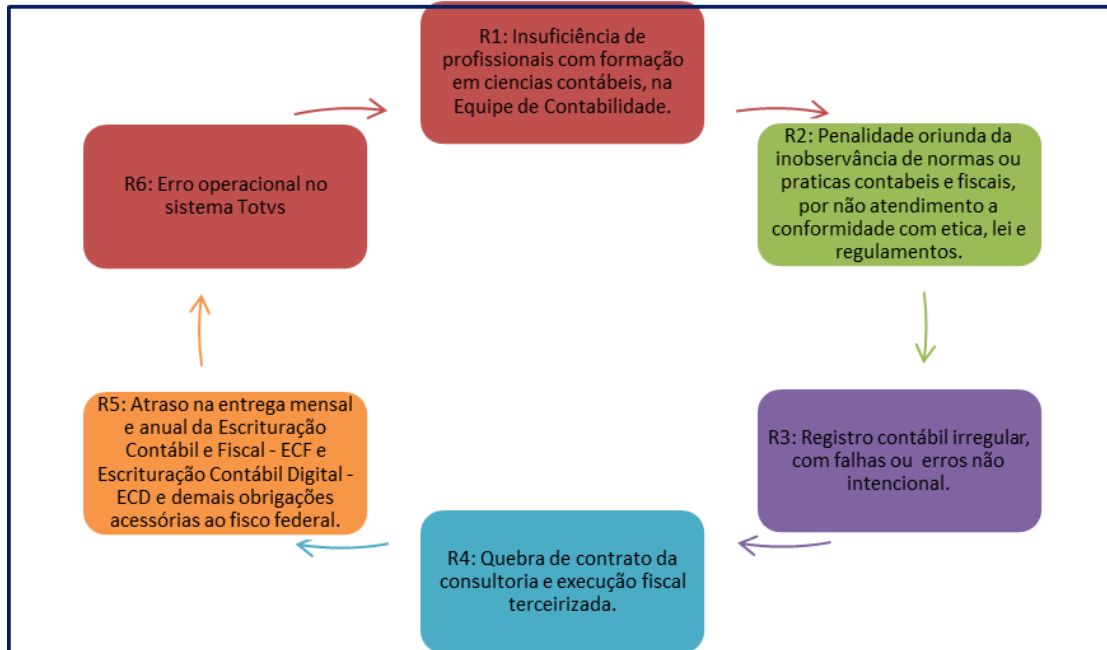 R1: Insuficiência de
profissionais com formação
em ciencias contábeis, na
Equipe de Contabilidade.
R2: Penalidade oriunda da
inobservância de normas ou
praticas contabeis e fiscais,
por não atendimento a
conformidade com etica, lei e
regulamentos.
R3: Registro contábil irregular,
com falhas ou erros não
intencional.
R4: Quebra de contrato da
consultoria e execução fiscal
terceirizada.
R5: Atraso na entrega mensal
e anual da Escrituração
Contábil e Fiscal - ECF e
Escrituração Contábil Digital -
ECD e demais obrigações
acessórias ao fisco federal.
R6: Erro operacional no
sistema Totvs